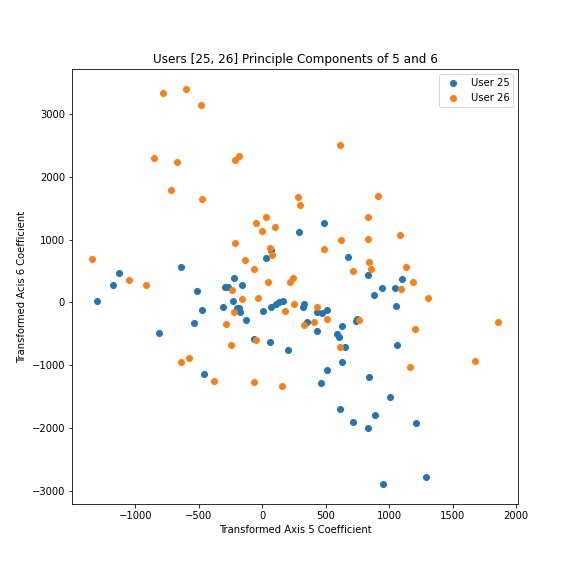 Users [25, 26] Principle Components of 5 and 6
User 25
User 26
Transformed Acis 6 Coefficient
3000
2000
1000
0
−1000
−2000
−3000
−1000
−500
0
500
1000
1500
2000
Transformed Axis 5 Coefficient